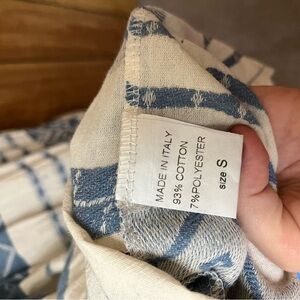 MADE IN ITALY
93% COTTON
7%POLYESTER
size S